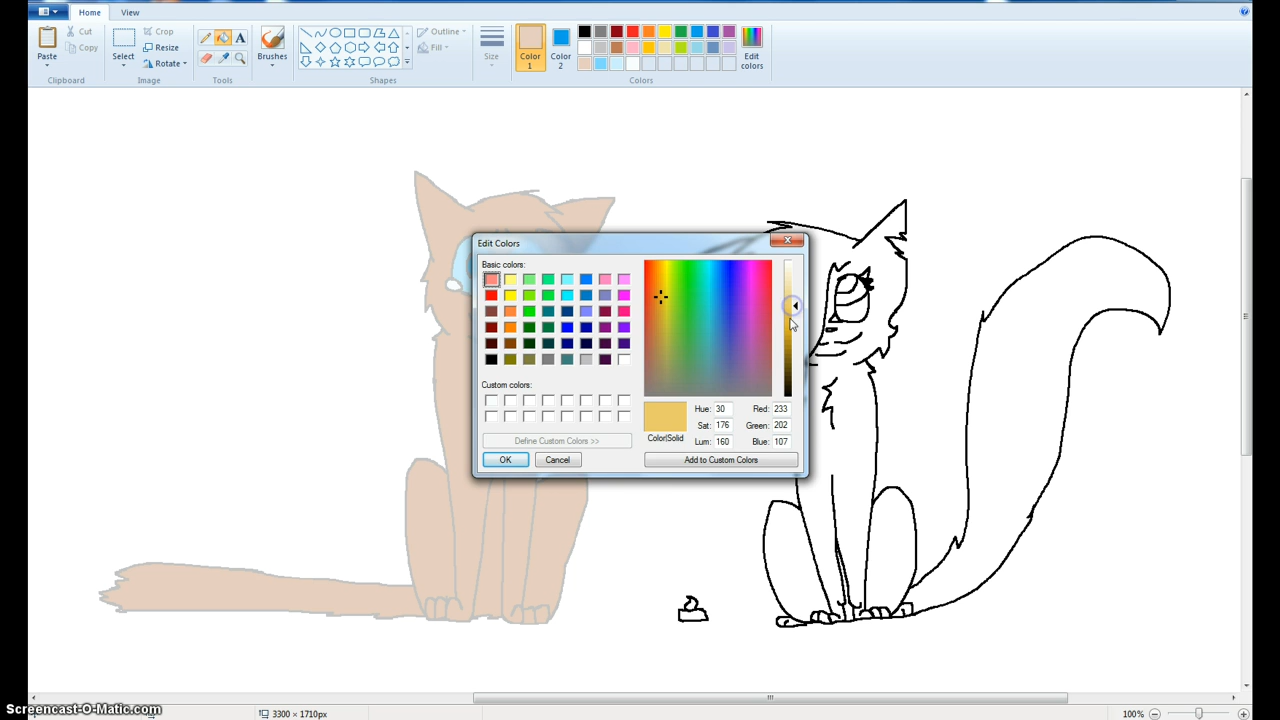 Home View
Cut
Copy
Paste
Clipboard
Crop
Resize
Rotate
Select
Image
A
Tools
Brushes
Outline
Fill
Shapes
Size
Color 1
Color 2
Edit colors
Colors
Edit Colors
Basic colors:
Custom colors:
Define Custom Colors >>
OK Cancel
Color|Solid
Hue: 30 Red: 233
Sat: 176 Green: 202
Lum: 160 Blue: 107
Add to Custom Colors
Screencast-O-Matic.com
3300 × 1710px
100%